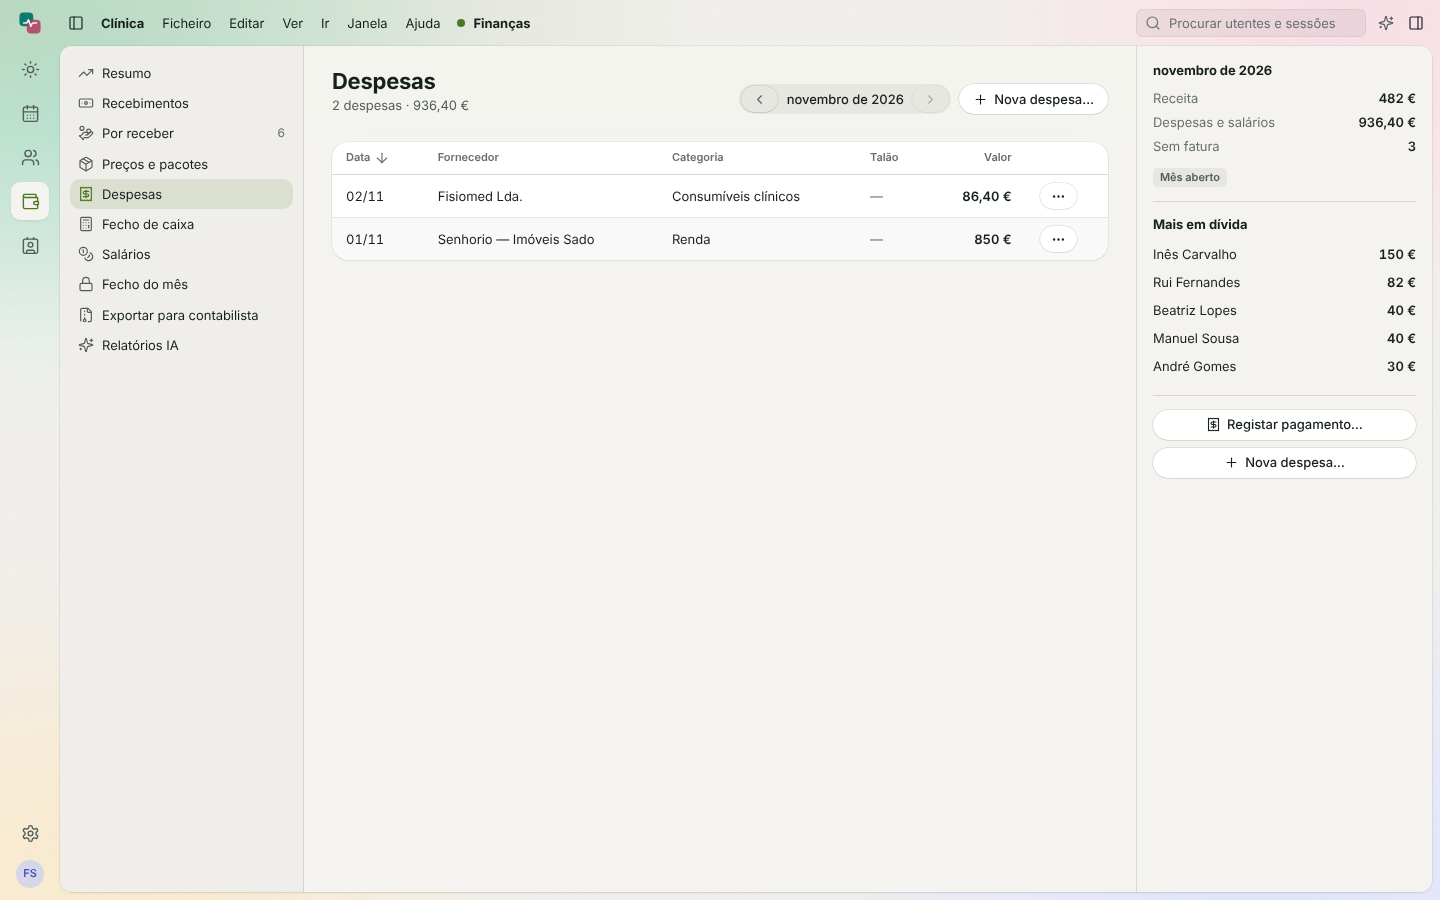 Clínica Ficheiro Editar Ver Ir Janela Ajuda Finanças
Procurar utentes e sessões
Resumo
Recebimentos
Por receber 6
Preços e pacotes
Despesas
Fecho de caixa
Salários
Fecho do mês
Exportar para contabilista
Relatórios IA
FS
Despesas
2 despesas · 936,40 €
novembro de 2026
Nova despesa...
Data Fornecedor Categoria Talão Valor
02/11 Fisiomed Lda. Consumíveis clínicos — 86,40 €
01/11 Senhorio — Imóveis Sado Renda — 850 €
novembro de 2026
Receita 482 €
Despesas e salários 936,40 €
Sem fatura 3
Mês aberto
Mais em dívida
Inês Carvalho 150 €
Rui Fernandes 82 €
Beatriz Lopes 40 €
Manuel Sousa 40 €
André Gomes 30 €
Registar pagamento...
Nova despesa...